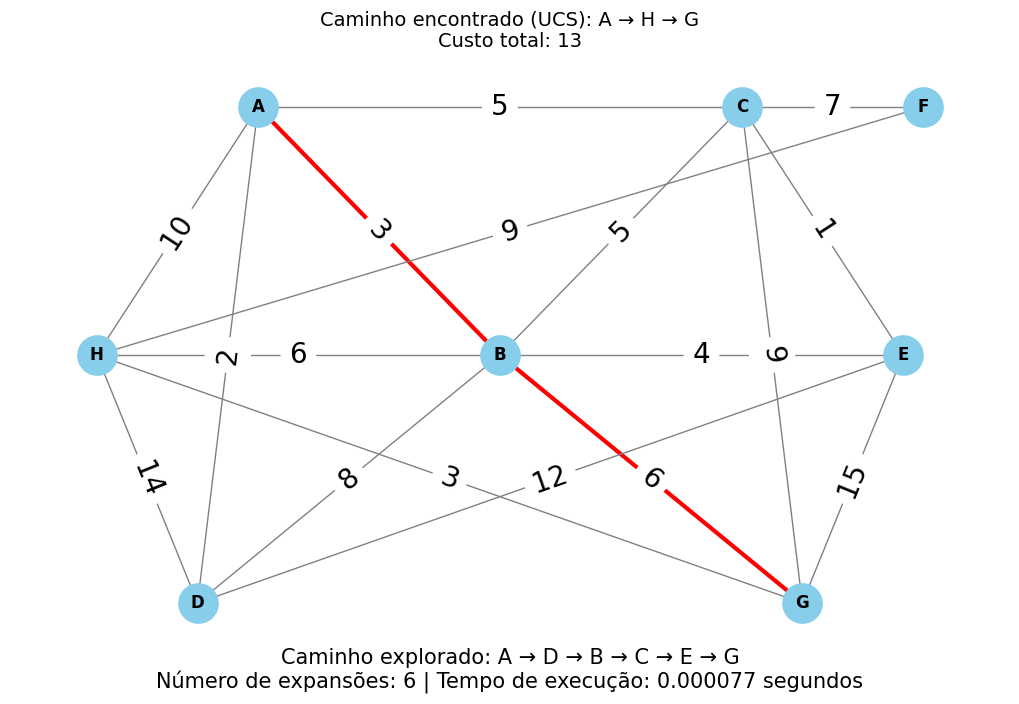 Caminho encontrado (UCS): A → H → G
Custo total: 13
A 5 C 7 F
10 3 9 5 1
H 2 6 B 4 9 E
14 8 3 12 6 15
D G
Caminho explorado: A → D → B → C → E → G
Número de expansões: 6 | Tempo de execução: 0.000077 segundos